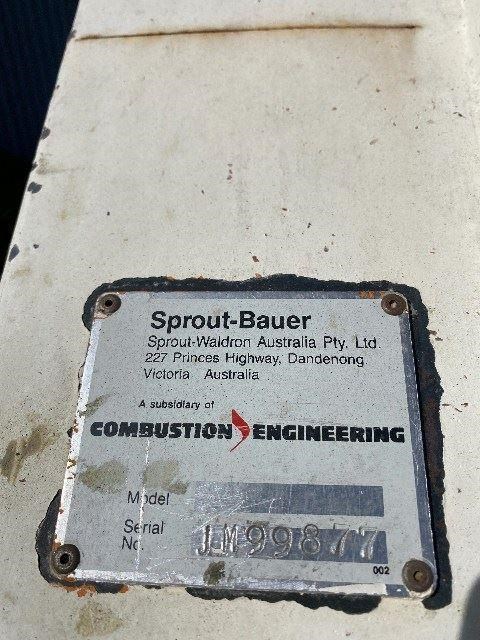 Sprout-Bauer
Sprout-Waldron Australia Pty. Ltd.
227 Princes Highway, Dandenong
Victoria Australia
A subsidiary of
COMBUSTION ENGINEERING
Model
Serial
No.
JM99877
002